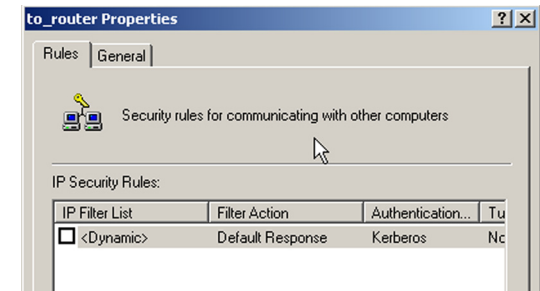 to_router Properties
Rules General
Security rules for communicating with other computers
IP Security Rules:
IP Filter List Filter Action Authentication... Tu
<Dynamic> Default Response Kerberos Nc